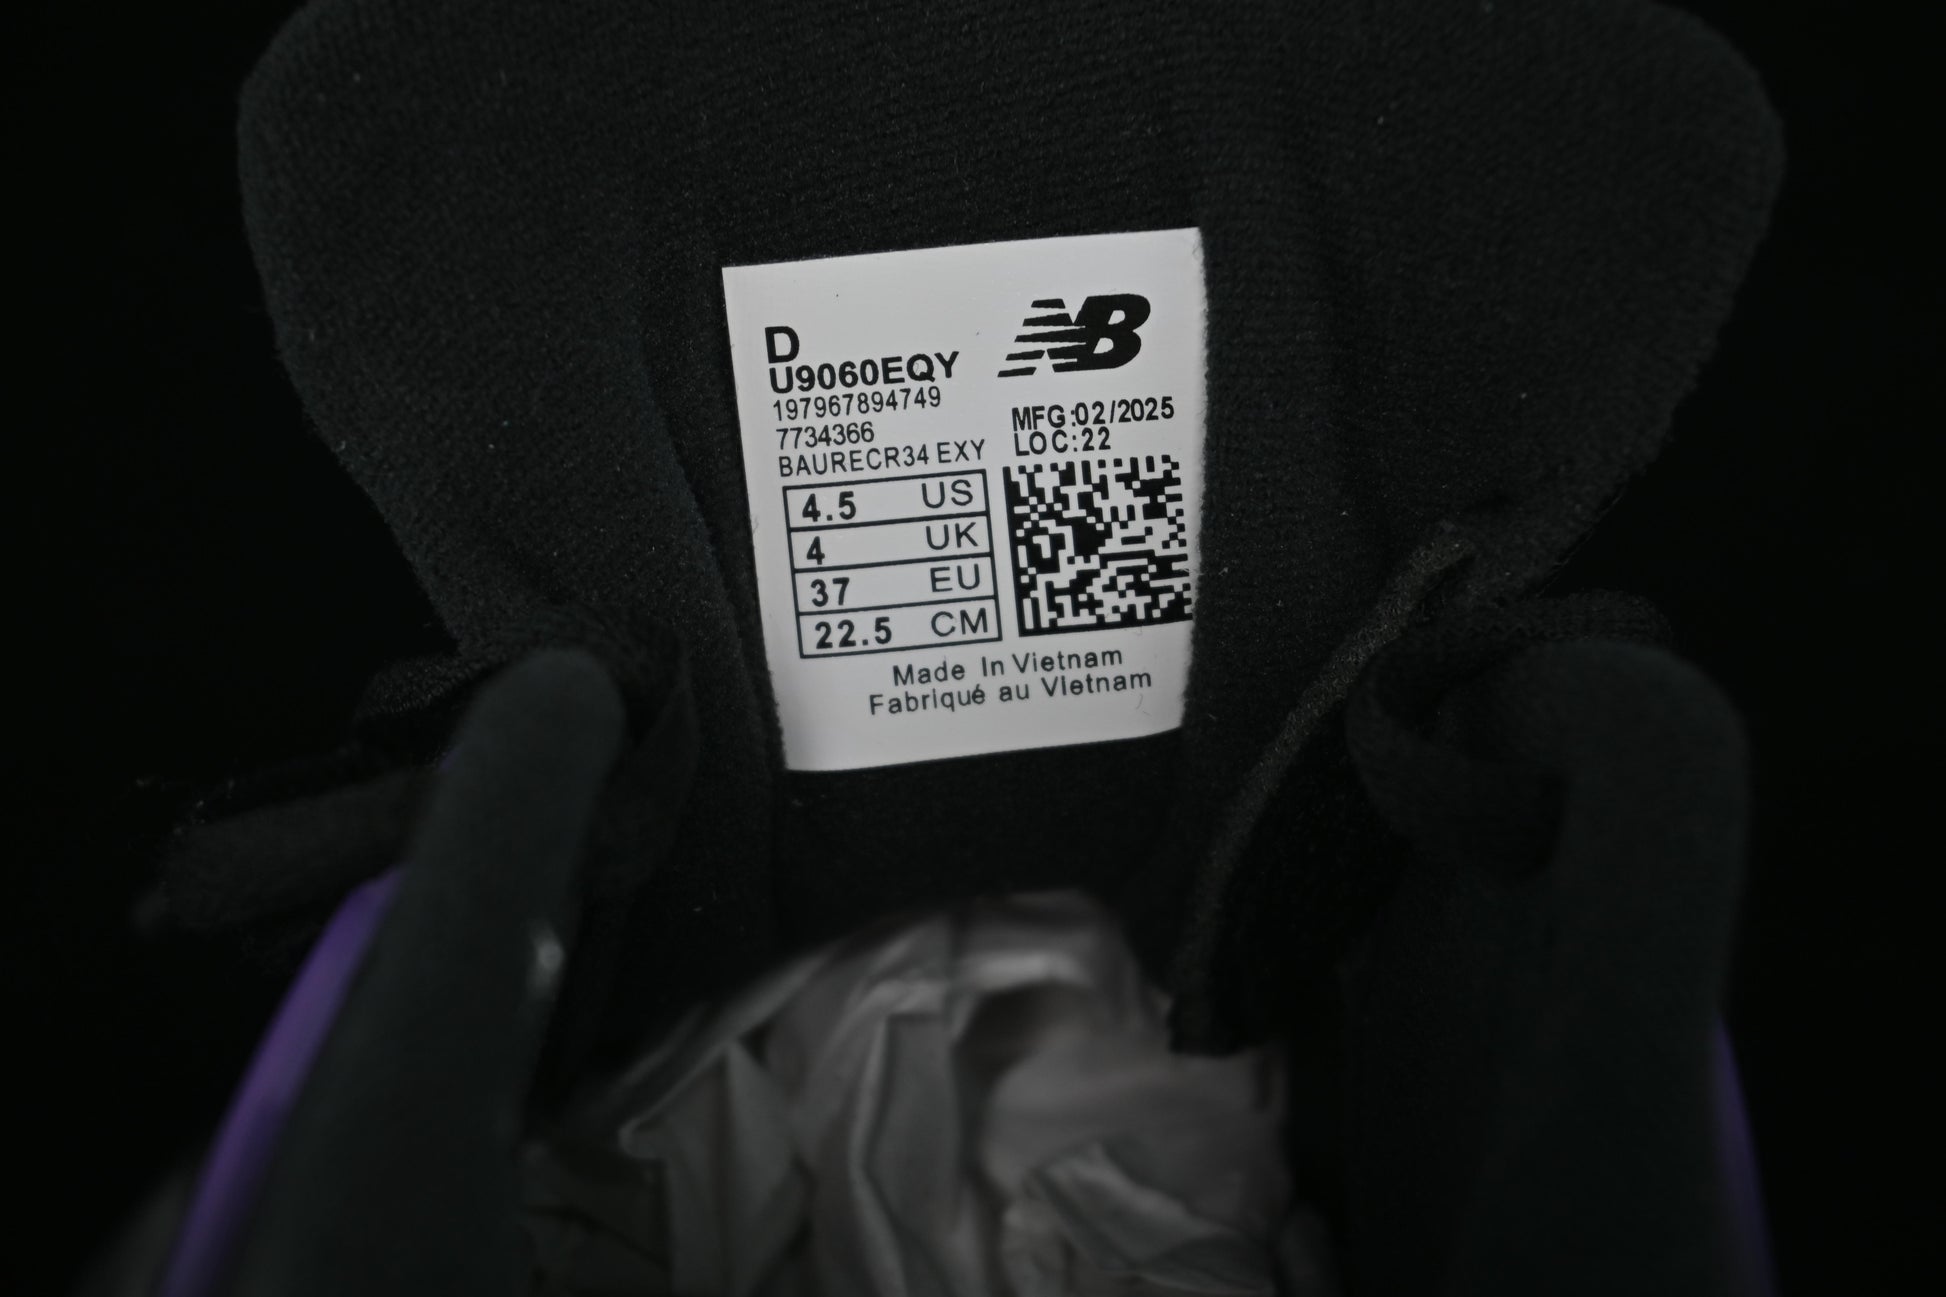 D
U9060EQY
197967894749
7734366
BAURECR34 EXY
NB
MFG:02/2025
LOC:22
4.5 US
4 UK
37 EU
22.5 CM
Made In Vietnam
Fabriqué au Vietnam